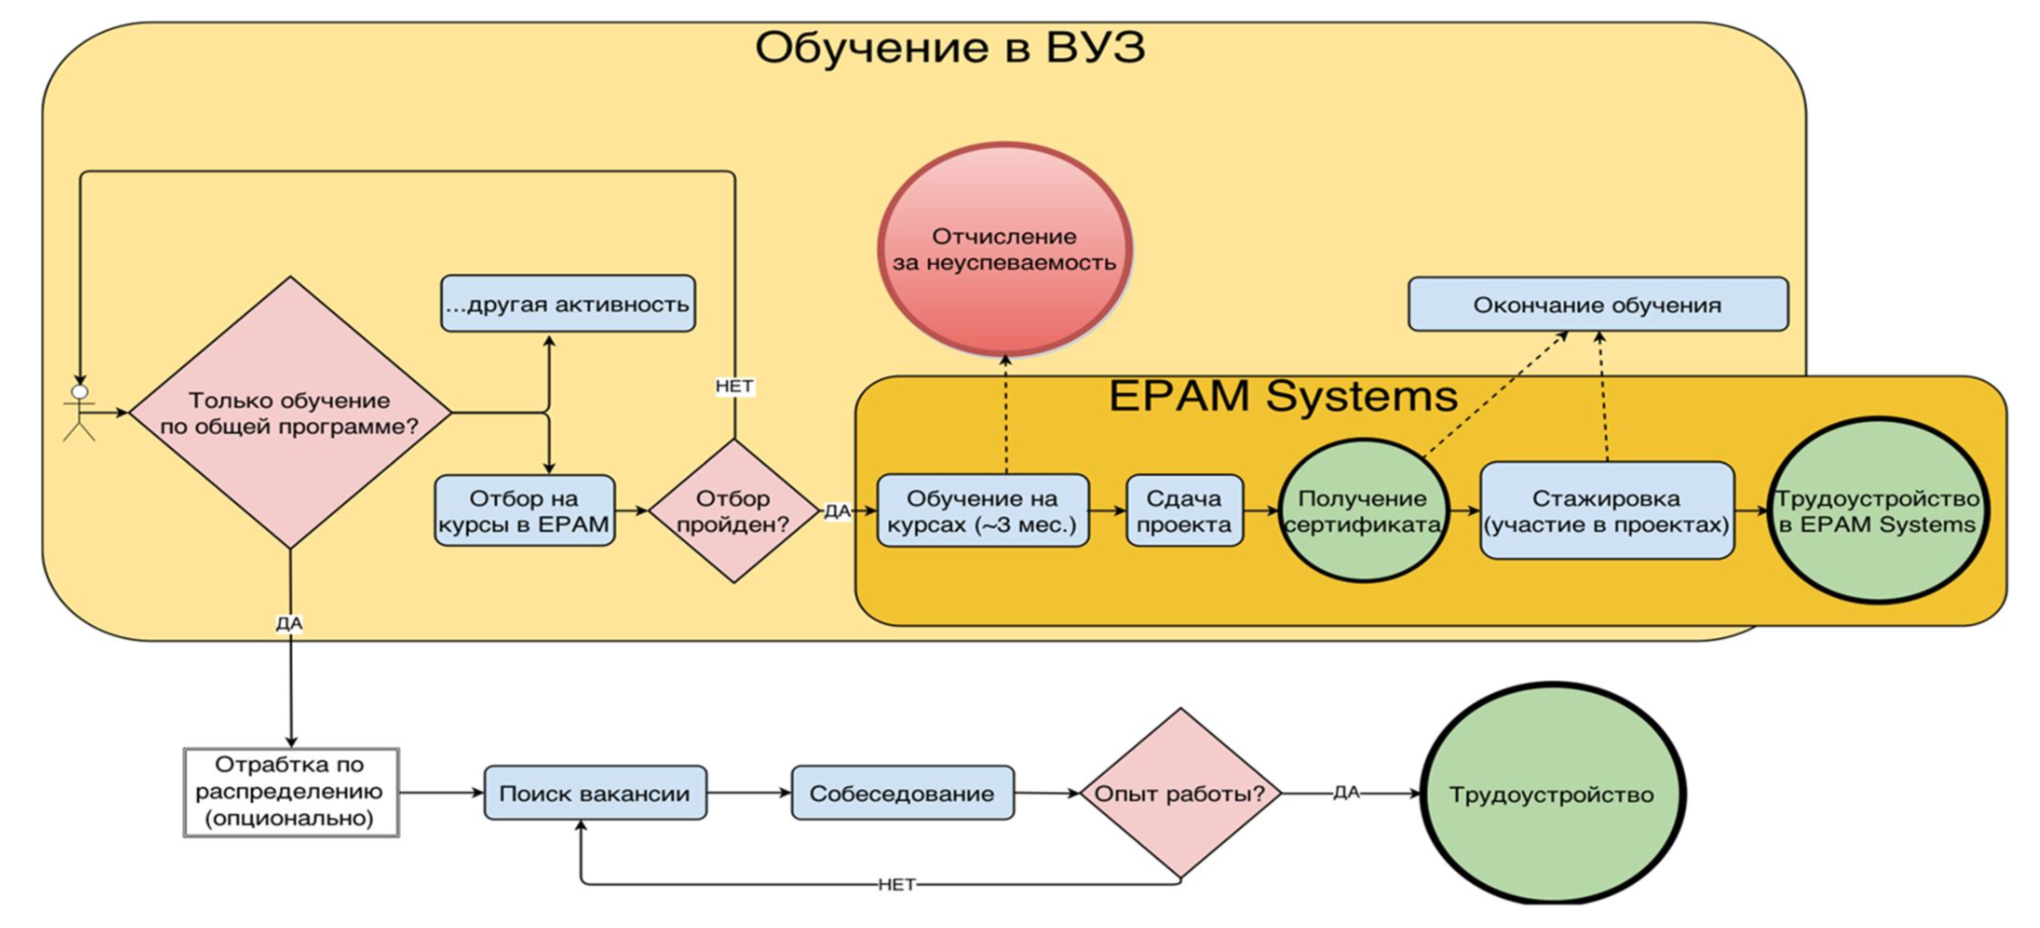 Обучение в ВУЗ
Отчисление
за неуспеваемость
...другая активность
Окончание обучения
НЕТ
EPAM Systems
Только обучение
по общей программе?
Отбор на
курсы в EPAM
Отбор
пройден?
ДА
Обучение на
курсах (~3 мес.)
Сдача
проекта
Получение
сертификата
Стажировка
(участие в проектах)
Трудоустройство
в EPAM Systems
ДА
Отрабтка по
распределению
(опционально)
Поиск вакансии
Собеседование
Опыт работы?
ДА
Трудоустройство
НЕТ